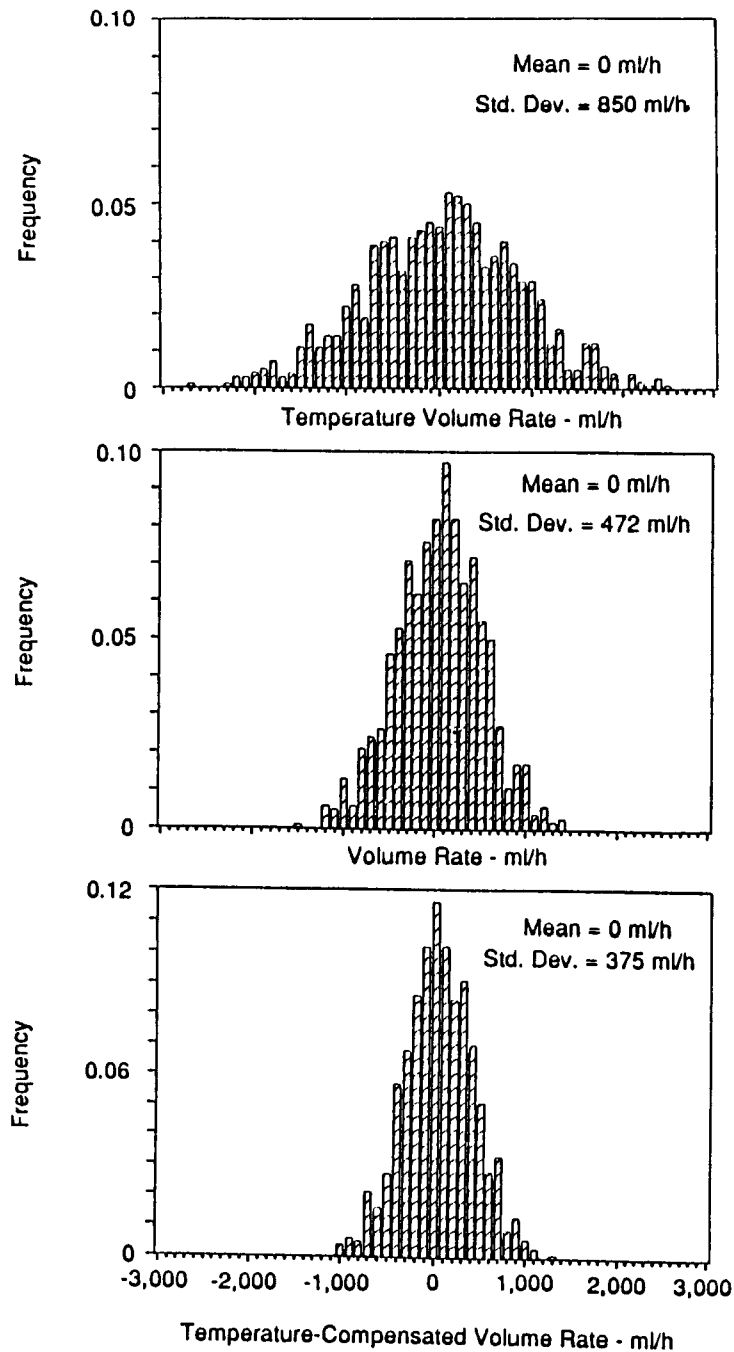 0.10
Mean = 0 ml/h
Std. Dev. = 850 ml/h
Frequency
0.05
0
Temperature Volume Rate - ml/h
0.10
Mean = 0 ml/h
Std. Dev. = 472 ml/h
Frequency
0.05
0
Volume Rate - ml/h
0.12
Mean = 0 ml/h
Std. Dev. = 375 ml/h
Frequency
0.06
0
-3,000 -2,000 -1,000 0 1,000 2,000 3,000
Temperature-Compensated Volume Rate - ml/h